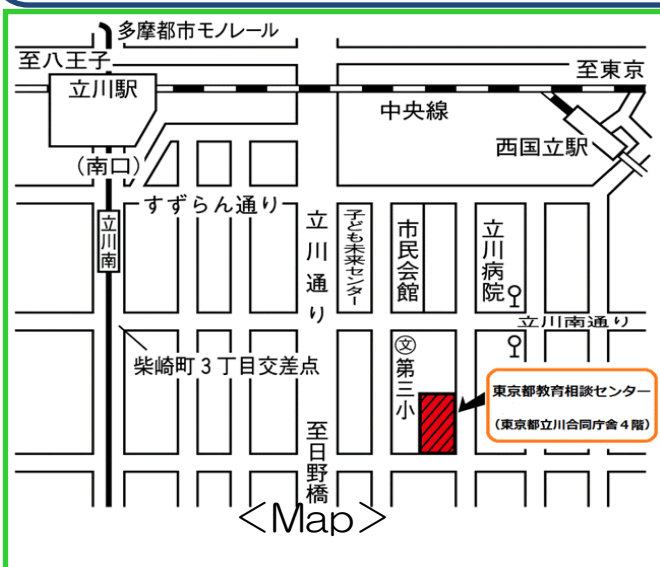 多摩都市モノレール
至八王子
至東京
立川駅
中央線
西国立駅
(南口)
すずらん通り
立川南
立川通り
子ども未来センター
市民会館
立川病院
立川南通り
柴崎町3丁目交差点
文
第三小
東京都教育相談センター
(東京都立川合同庁舎4階)
至日野橋
<Map>